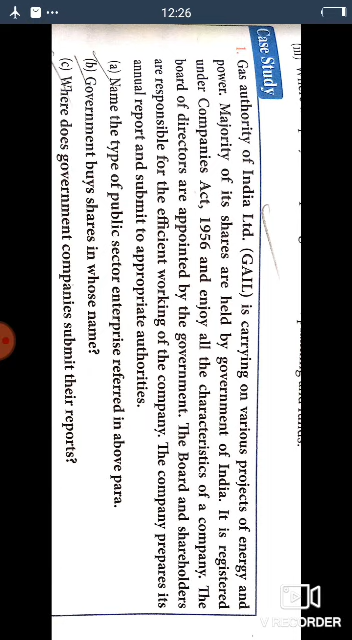 12:26
Case Study
1. Gas authority of India Ltd. (GAIL) is carrying on various projects of energy and
power. Majority of its shares are held by government of India. It is registered
under Companies Act, 1956 and enjoy all the characteristics of a company. The
board of directors are appointed by the government. The Board and shareholders
are responsible for the efficient working of the company. The company prepares its
annual report and submit to appropriate authorities.
(a) Name the type of public sector enterprise referred in above para.
(b) Government buys shares in whose name?
(c) Where does government companies submit their reports?
V RECORDER